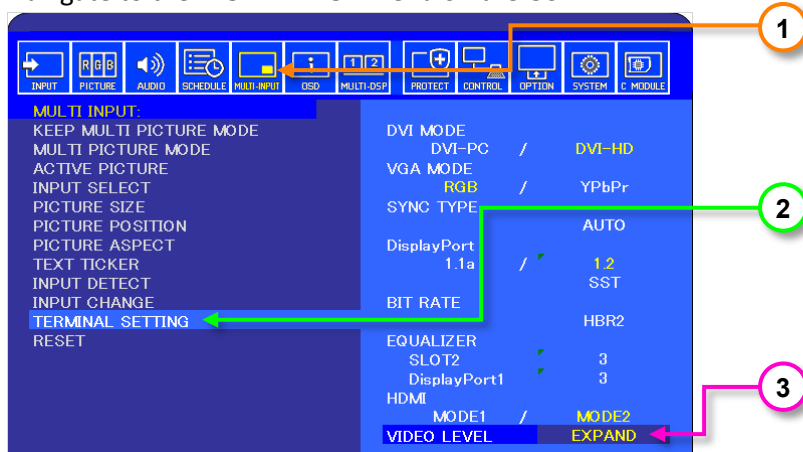 1
INPUT
RGB
PICTURE
AUDIO
SCHEDULE
MULTI-INPUT
i
OSD
1 2
MULTI-DSP
PROTECT
CONTROL
OPTION
SYSTEM
C MODULE
MULTI INPUT:
KEEP MULTI PICTURE MODE
MULTI PICTURE MODE
ACTIVE PICTURE
INPUT SELECT
PICTURE SIZE
PICTURE POSITION
PICTURE ASPECT
TEXT TICKER
INPUT DETECT
INPUT CHANGE
TERMINAL SETTING
RESET
DVI MODE
DVI-PC / DVI-HD
VGA MODE
RGB / YPbPr
SYNC TYPE
AUTO
DisplayPort
1.1a / 1.2
SST
BIT RATE
HBR2
EQUALIZER
SLOT2 3
DisplayPort1 3
HDMI
MODE1 / MODE2
VIDEO LEVEL EXPAND
2
3